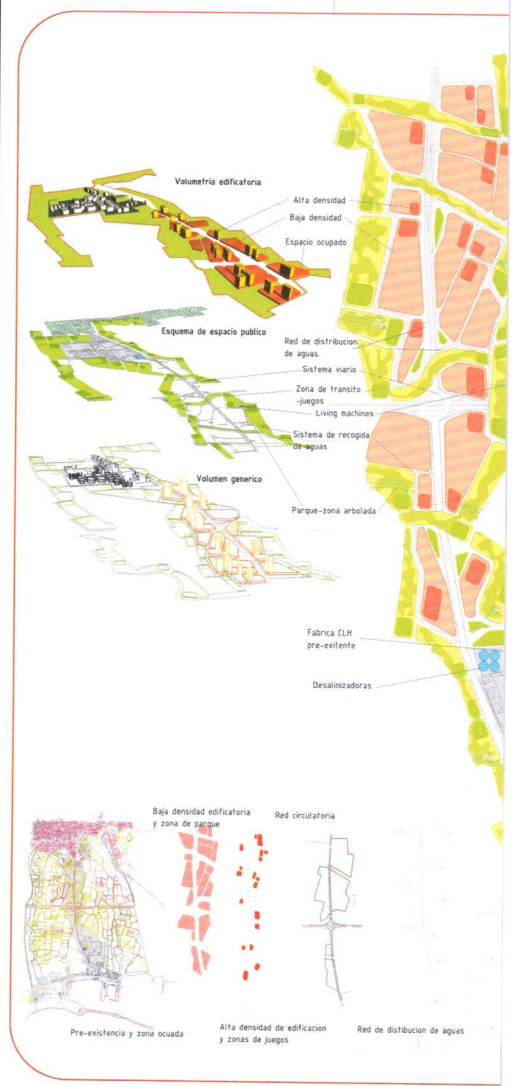 Volumetria edificatoria
Alta densidad
Baja densidad
Espacio ocupado
Esquema de espacio publico
Red de distribucion
de aguas
Sistema viario
Zona de transito
-juegos
Living machines
Sistema de recogida
de aguas
Volumen generico
Parque-zona arbolada
Fabrica CLH
pre-exitente
Desalinizadoras
Baja densidad edificatoria
y zona de parque
Red circulatoria
Pre-existencia y zona ocuada
Alta densidad de edificacion
y zonas de juegos
Red de distibucion de aguas